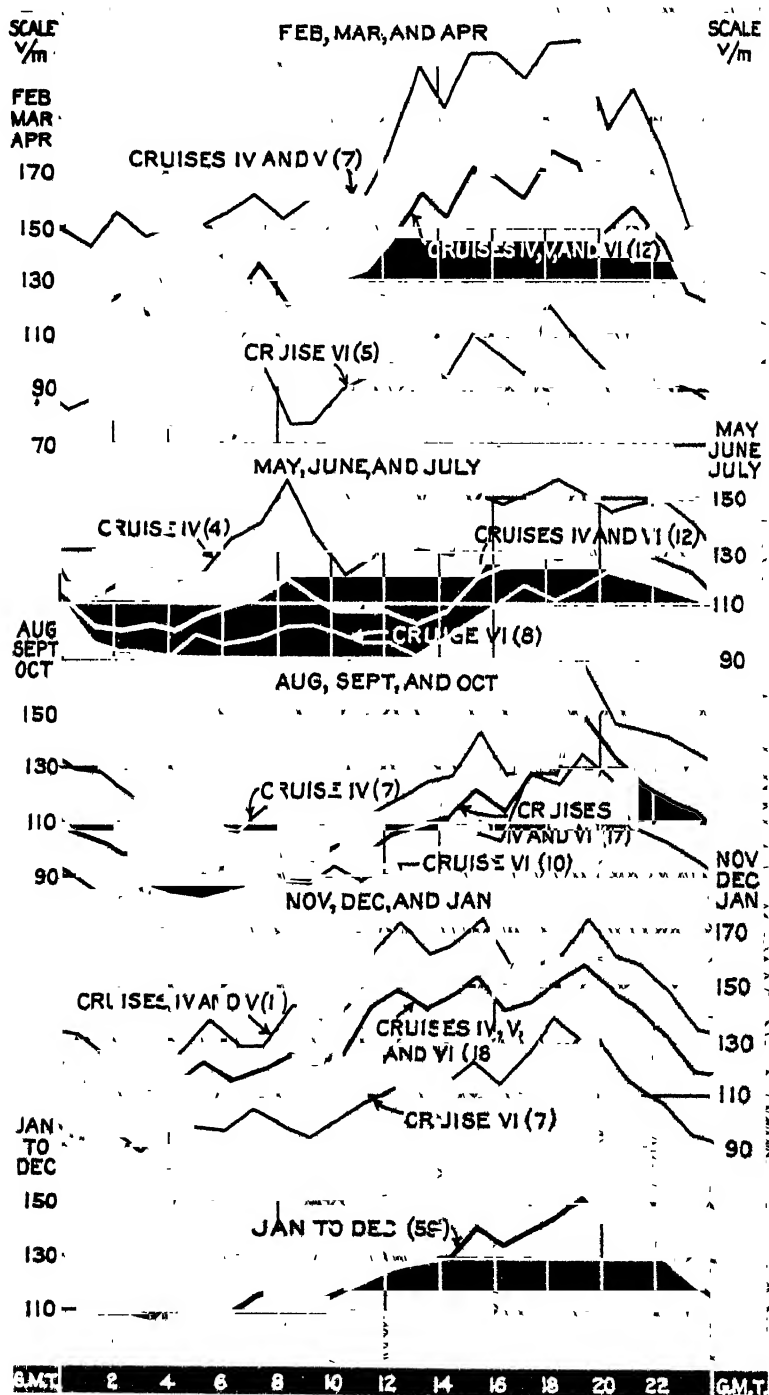 SCALE
V/m
FEB, MAR, AND APR
SCALE
V/m
FEB
MAR
APR
CRUISES IV AND V (7)
170
150
CRUISES IV, V, AND VI (12)
130
110
CRUISE VI (5)
90
70
MAY
JUNE
JULY
MAY, JUNE, AND JULY
150
CRUISE IV (4)
CRUISES IV AND VI (12)
130
110
AUG
SEPT
OCT
CRUISE VI (8)
90
AUG, SEPT, AND OCT
150
130
CRUISE IV (7)
CRUISES
IV AND VI (17)
110
CRUISE VI (10)
90
NOV
DEC
JAN
NOV, DEC, AND JAN
170
150
CRUISES IV AND V (1)
CRUISES IV, V,
AND VI (18
130
110
CRUISE VI (7)
JAN
TO
DEC
90
150
JAN TO DEC
130
110
G.M.T. 2 4 6 8 10 12 14 16 18 20 22 G.M.T